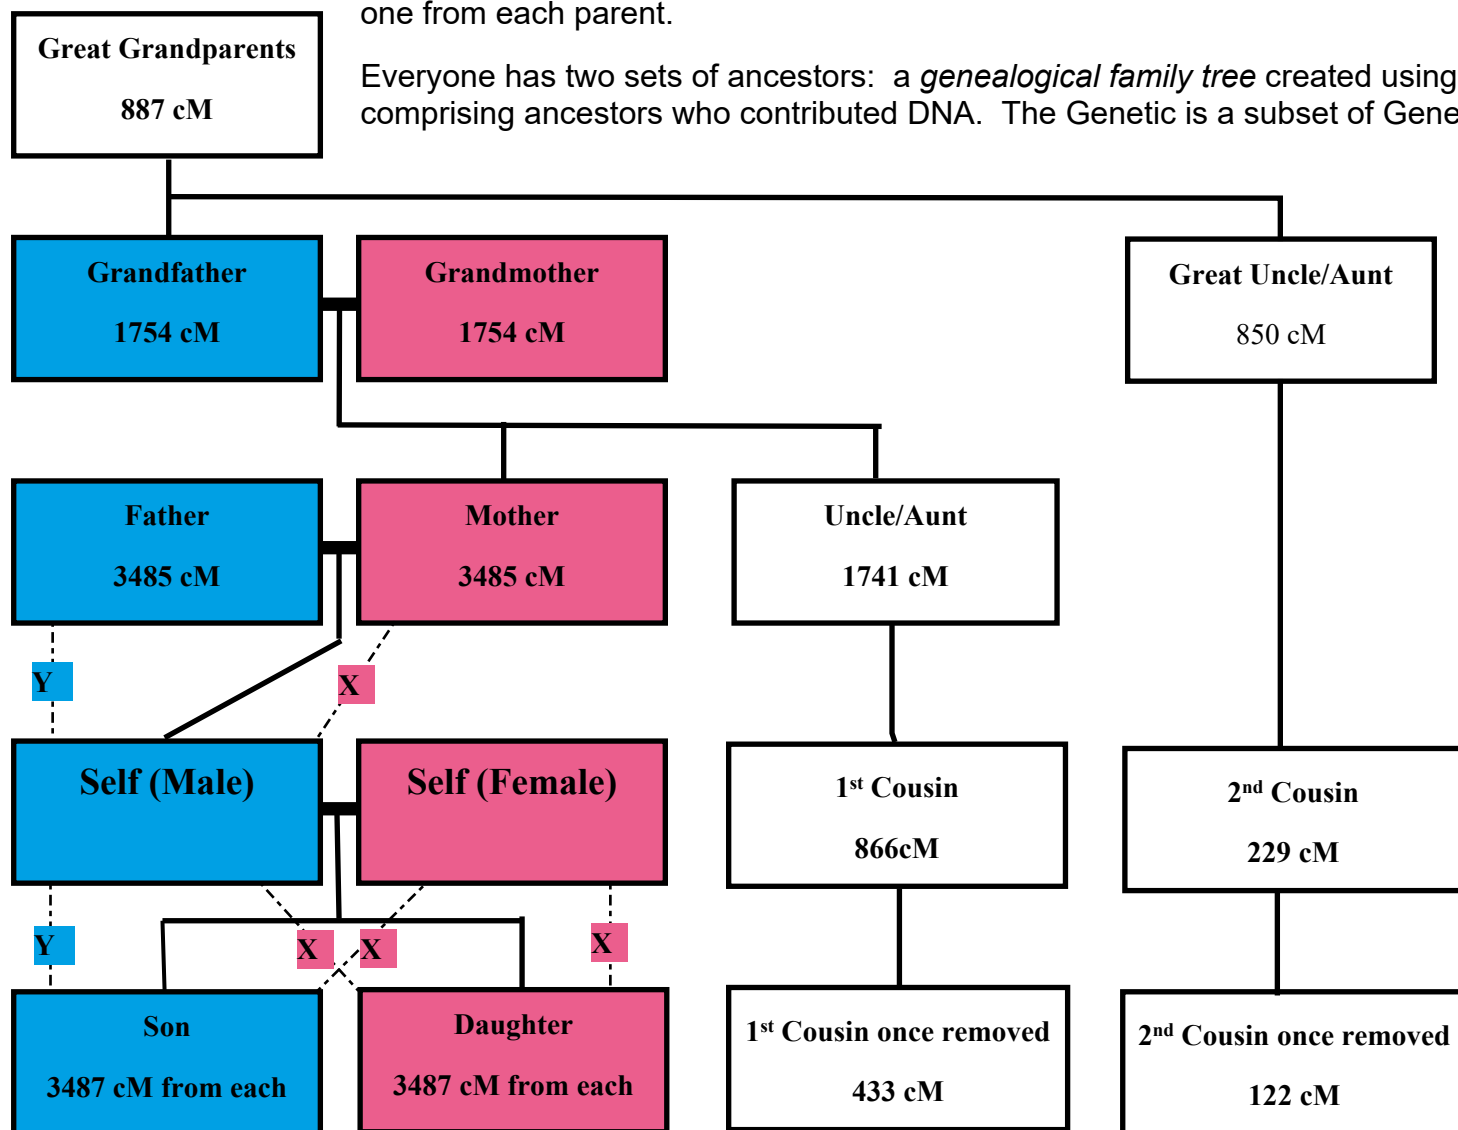 one from each parent.
Great Grandparents
887 cM
Everyone has two sets of ancestors: a genealogical family tree created using
comprising ancestors who contributed DNA. The Genetic is a subset of Gene
Grandfather
1754 cM
Grandmother
1754 cM
Great Uncle/Aunt
850 cM
Father
3485 cM
Mother
3485 cM
Uncle/Aunt
1741 cM
Y
X
Self (Male)
Self (Female)
1st Cousin
866cM
2nd Cousin
229 cM
Y
X
X
X
Son
3487 cM from each
Daughter
3487 cM from each
1st Cousin once removed
433 cM
2nd Cousin once removed
122 cM